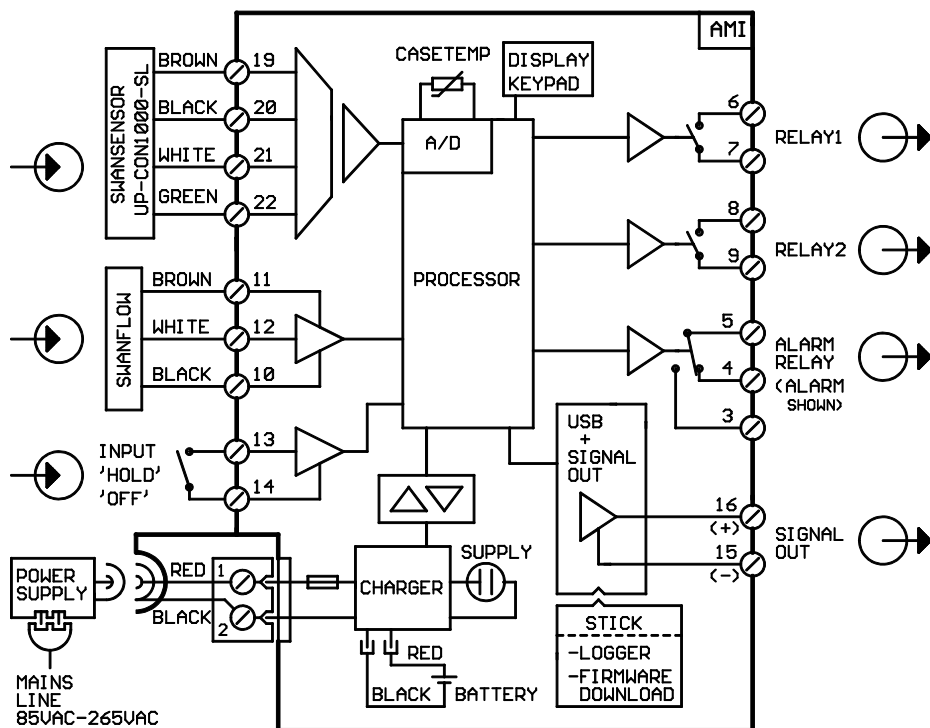 AMI
BROWN 19
BLACK 20
WHITE 21
GREEN 22
SWANSENSOR
UP-CON1000-SL
CASETEMP
DISPLAY
KEYPAD
A/D
PROCESSOR
6
7
RELAY1
8
9
RELAY2
5
4
3
ALARM
RELAY
(ALARM
SHOWN)
BROWN 11
WHITE 12
BLACK 10
SWANFLOW
INPUT
'HOLD'
'OFF'
13
14
USB
+
SIGNAL
OUT
16
(+)
15
(-)
SIGNAL
OUT
POWER
SUPPLY
RED 1
BLACK 2
CHARGER
SUPPLY
RED
BLACK
BATTERY
STICK
-LOGGER
-FIRMWARE
DOWNLOAD
MAINS
LINE
85VAC-265VAC